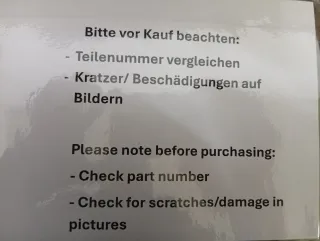 Bitte vor Kauf beachten:
- Teilenummer vergleichen
- Kratzer/ Beschädigungen auf
Bildern
Please note before purchasing:
- Check part number
- Check for scratches/damage in
pictures